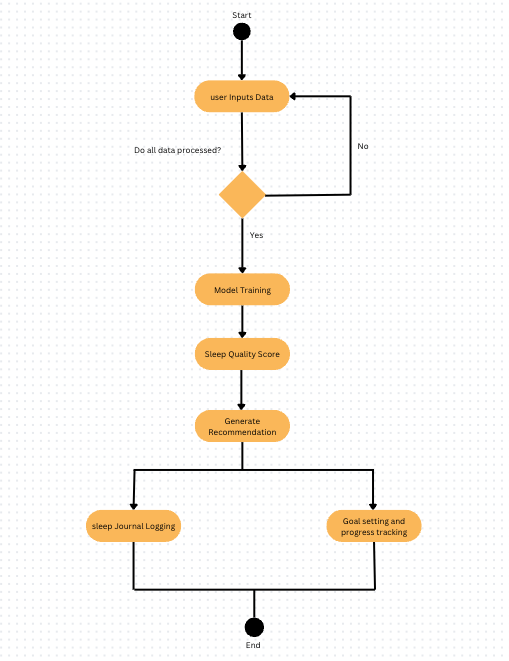 Start
user Inputs Data
Do all data processed?
No
Yes
Model Training
Sleep Quality Score
Generate
Recommendation
sleep Journal Logging
Goal setting and
progress tracking
End